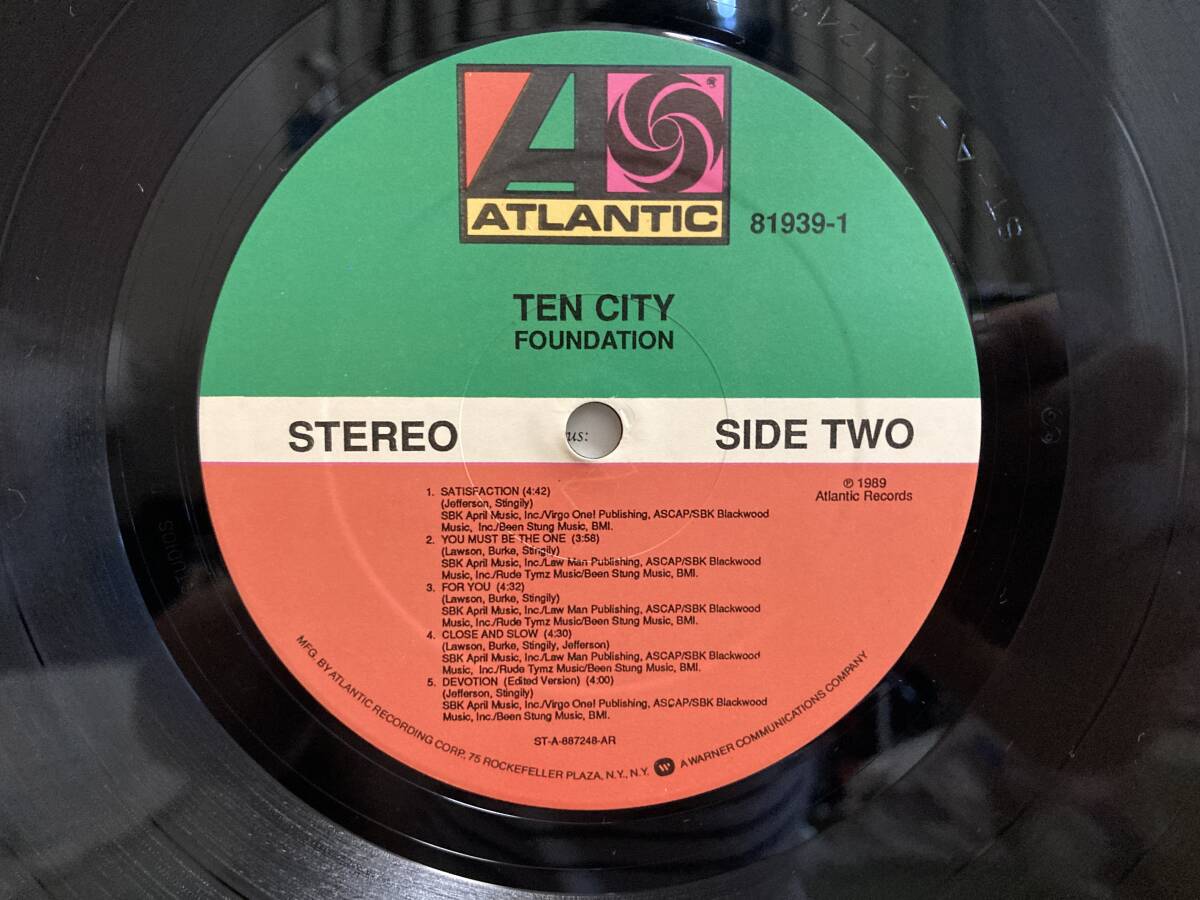 ATLANTIC
81939-1
TEN CITY
FOUNDATION
STEREO
us:
SIDE TWO
℗ 1989
Atlantic Records
1. SATISFACTION (4:42)
(Jefferson, Stingily)
SBK April Music, Inc./Virgo One! Publishing, ASCAP/SBK Blackwood
Music, Inc./Been Stung Music, BMI.
2. YOU MUST BE THE ONE (3:58)
(Lawson, Burke, Stingily)
SBK April Music, Inc./Law Man Publishing, ASCAP/SBK Blackwood
Music, Inc./Rude Tymz Music/Been Stung Music, BMI.
3. FOR YOU (4:32)
(Lawson, Burke, Stingily)
SBK April Music, Inc./Law Man Publishing, ASCAP/SBK Blackwood
Music, Inc./Rude Tymz Music/Been Stung Music, BMI.
4. CLOSE AND SLOW (4:30)
(Lawson, Burke, Stingily, Jefferson)
SBK April Music, Inc./Law Man Publishing, ASCAP/SBK Blackwood
Music, Inc./Rude Tymz Music/Been Stung Music, BMI.
5. DEVOTION (Edited Version) (4:00)
(Jefferson, Stingily)
SBK April Music, Inc./Virgo One! Publishing, ASCAP/SBK Blackwood
Music, Inc./Been Stung Music, BMI.
ST-A-887248-AR
MFG. BY ATLANTIC RECORDING CORP., 75 ROCKEFELLER PLAZA, N.Y., N.Y. A WARNER COMMUNICATIONS COMPANY